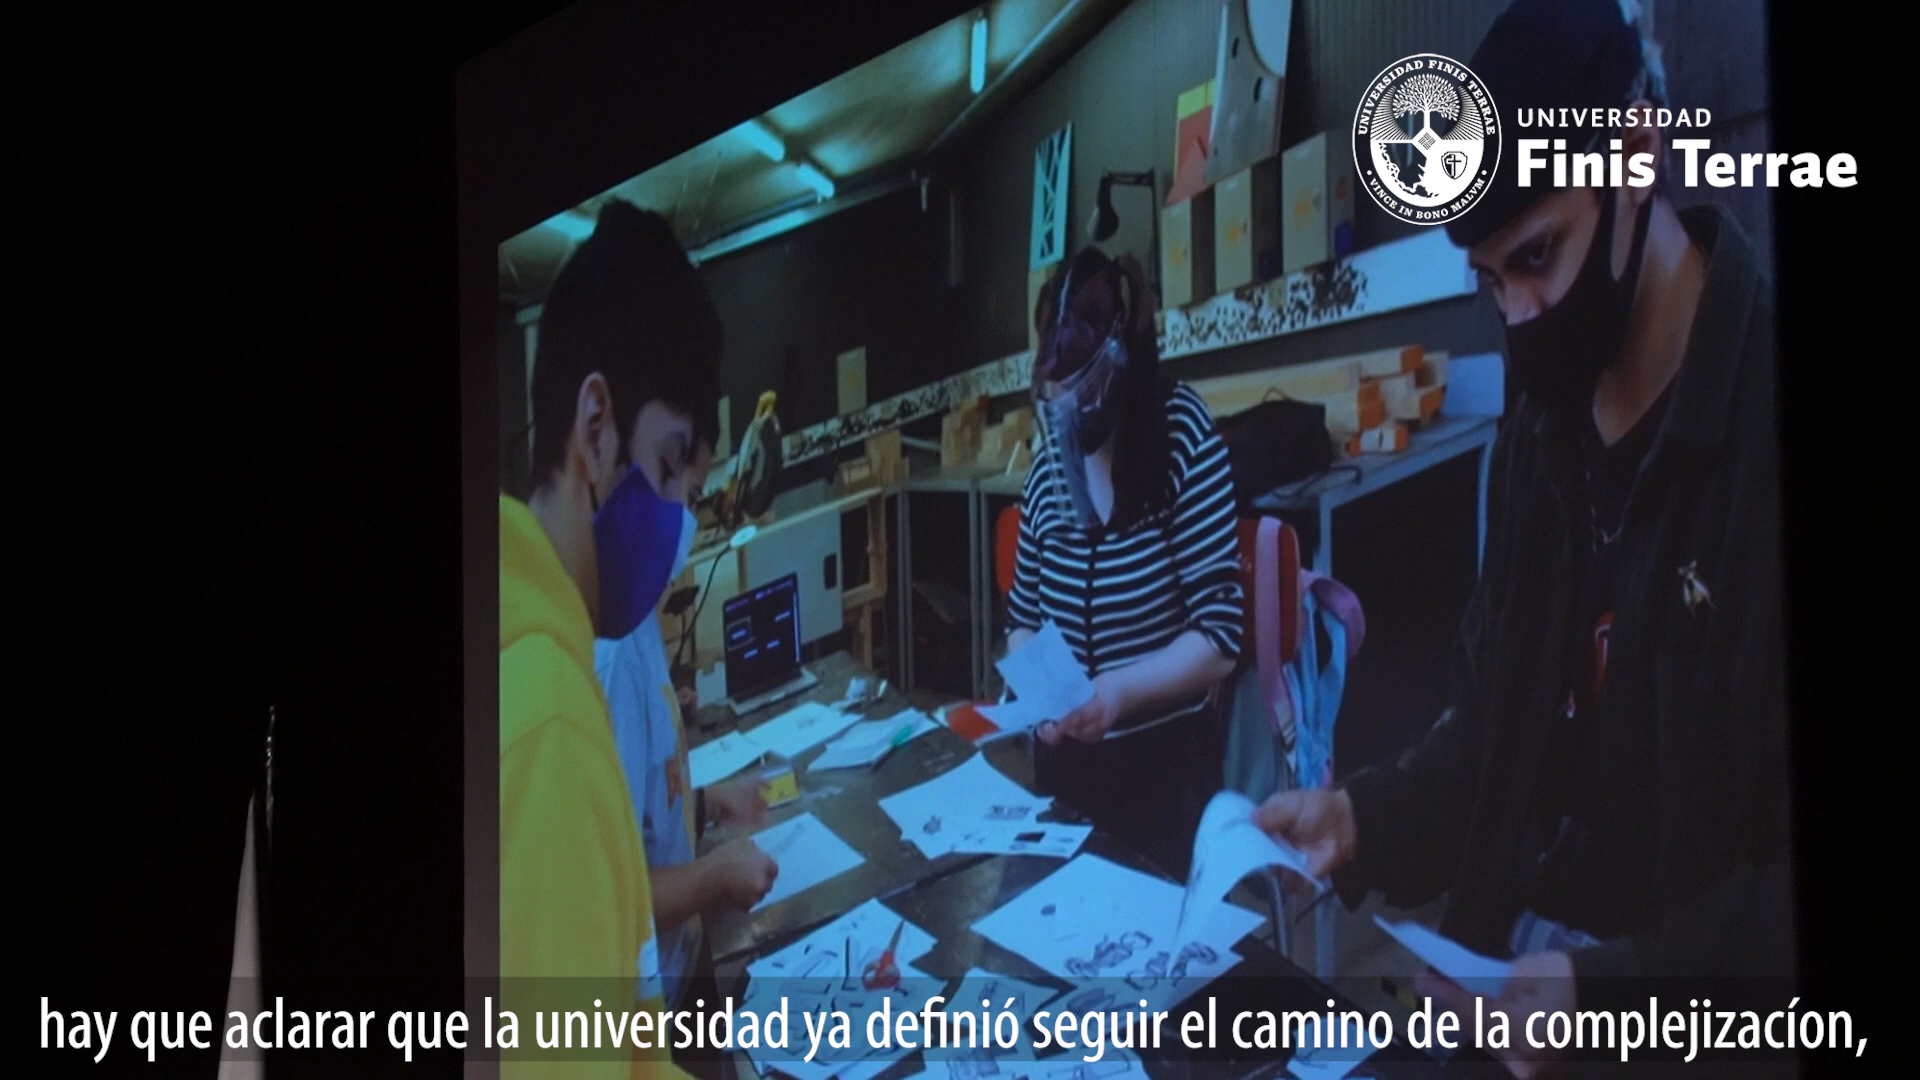 UNIVERSIDAD FINIS TERRAE
VINCE IN BONO MALVM
UNIVERSIDAD
Finis Terrae
hay que aclarar que la universidad ya definió seguir el camino de la complejizacíon,